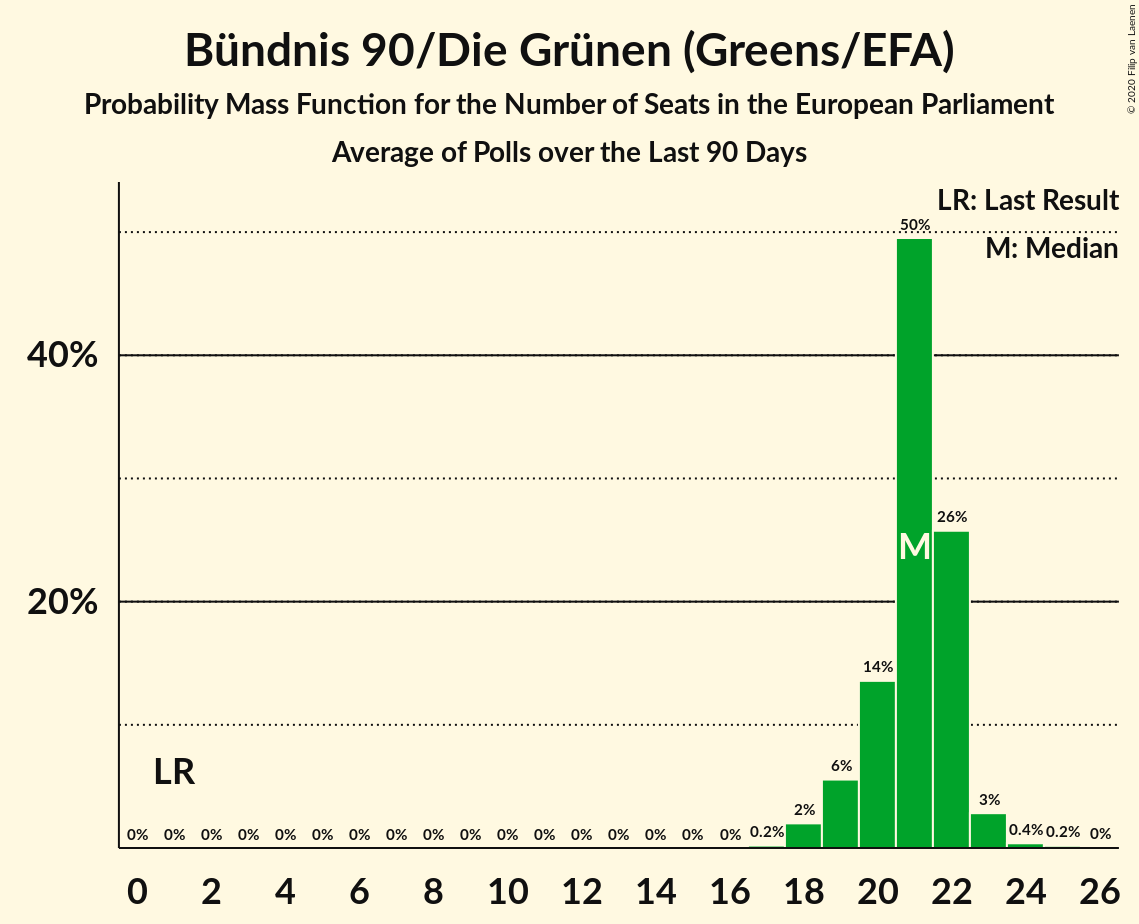 Bündnis 90/Die Grünen (Greens/EFA)
Probability Mass Function for the Number of Seats in the European Parliament
Average of Polls over the Last 90 Days
© 2020 Filip van Laenen
LR: Last Result
M: Median
50%
40%
26%
M
20%
14%
LR
6%
2%
3%
0% 0% 0% 0% 0% 0% 0% 0% 0% 0% 0% 0% 0% 0% 0% 0% 0% 0.2% 0.4% 0.2% 0%
0 2 4 6 8 10 12 14 16 18 20 22 24 26